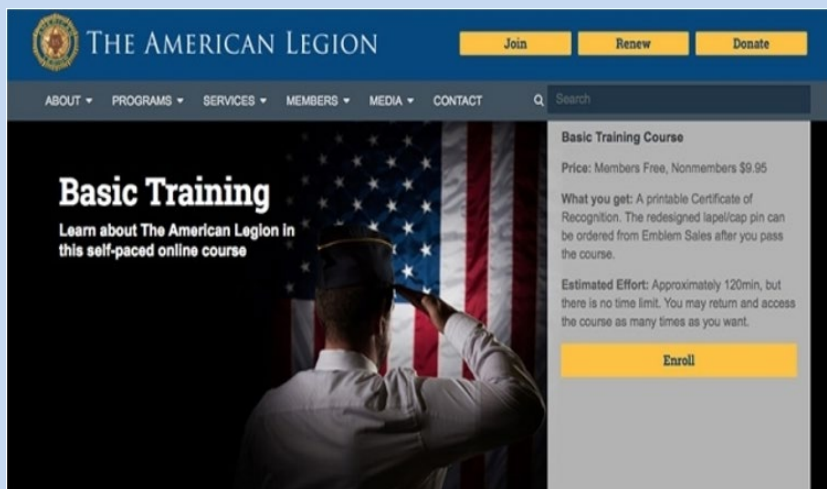 THE AMERICAN LEGION
Join
Renew
Donate
ABOUT
PROGRAMS
SERVICES
MEMBERS
MEDIA
CONTACT
Search
Basic Training
Learn about The American Legion in
this self-paced online course
Basic Training Course
Price: Members Free, Nonmembers $9.95
What you get: A printable Certificate of
Recognition. The redesigned lapel/cap pin can
be ordered from Emblem Sales after you pass
the course.
Estimated Effort: Approximately 120min, but
there is no time limit. You may return and access
the course as many times as you want.
Enroll